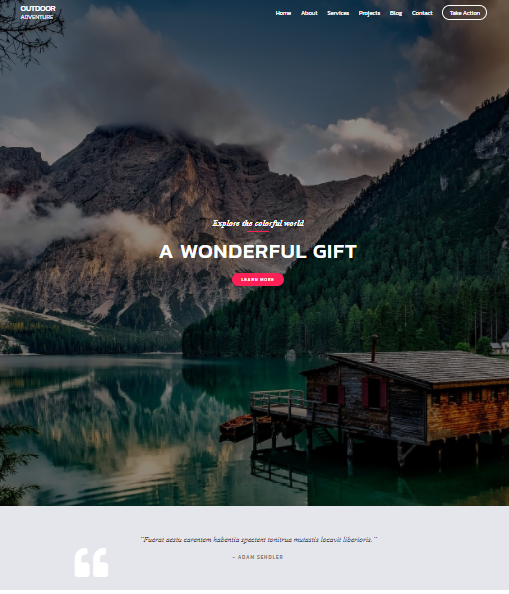 OUTDOOR
ADVENTURE
Home About Services Projects Blog Contact Take Action
Explore the colorful world
A WONDERFUL GIFT
LEARN MORE
"Fuerat aestu carentem habentia spectent tonitrua mutastis locavit liberioris."
– ADAM SENDLER